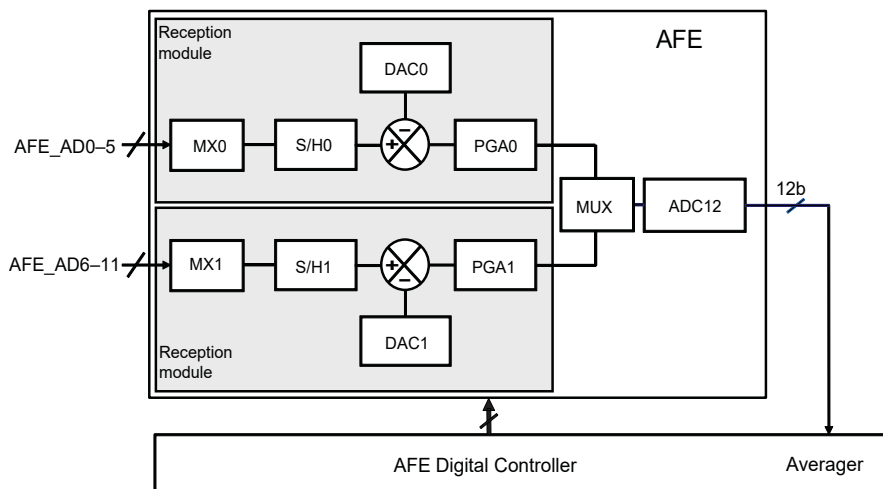 Reception
module
AFE
DAC0
AFE_AD0–5
MX0
S/H0
−
+
PGA0
MUX
ADC12
12b
AFE_AD6–11
MX1
S/H1
+
−
PGA1
DAC1
Reception
module
AFE Digital Controller
Averager